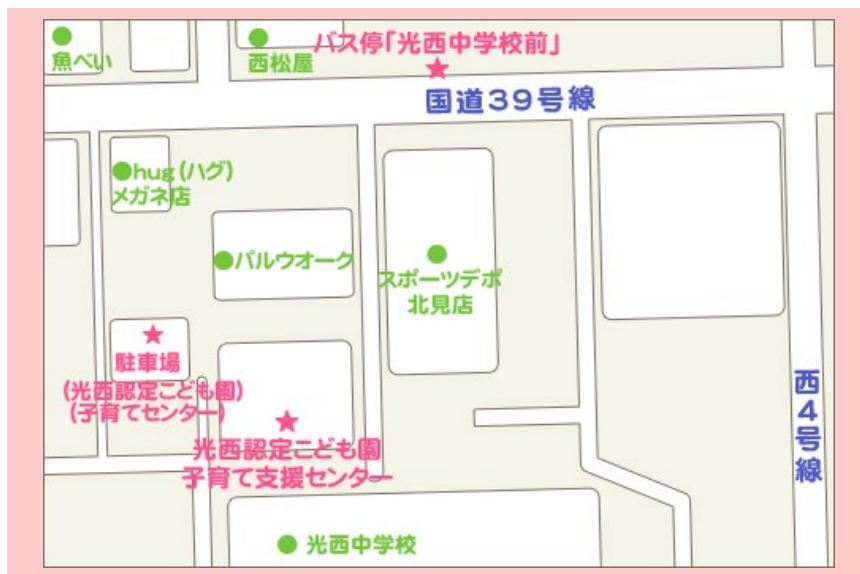 魚べい
西松屋
バス停「光西中学校前」
国道39号線
hug(ハグ)
メガネ店
パルウオーク
スポーツデポ
北見店
駐車場
(光西認定こども園)
(子育てセンター)
光西認定こども園
子育て支援センター
西4号線
光西中学校